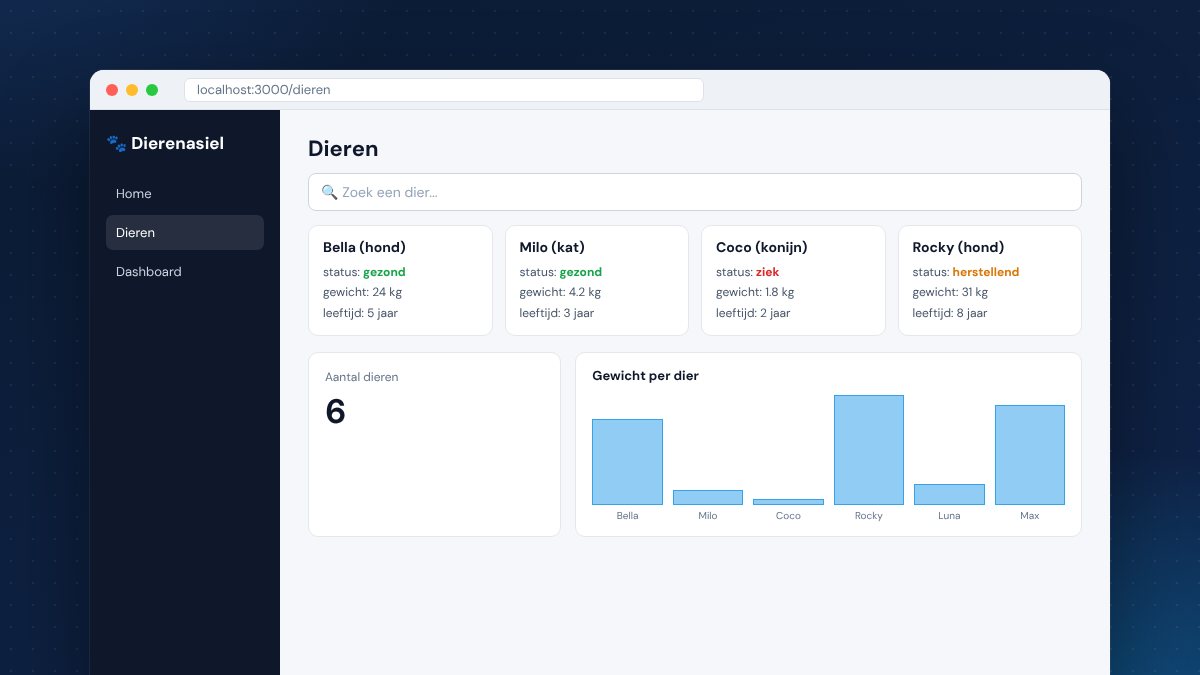 localhost:3000/dieren
🐾 Dierenasiel
Home
Dieren
Dashboard
Dieren
🔍 Zoek een dier...
Bella (hond)
status: gezond
gewicht: 24 kg
leeftijd: 5 jaar
Milo (kat)
status: gezond
gewicht: 4.2 kg
leeftijd: 3 jaar
Coco (konijn)
status: ziek
gewicht: 1.8 kg
leeftijd: 2 jaar
Rocky (hond)
status: herstellend
gewicht: 31 kg
leeftijd: 8 jaar
Aantal dieren
6
Gewicht per dier
Bella
Milo
Coco
Rocky
Luna
Max